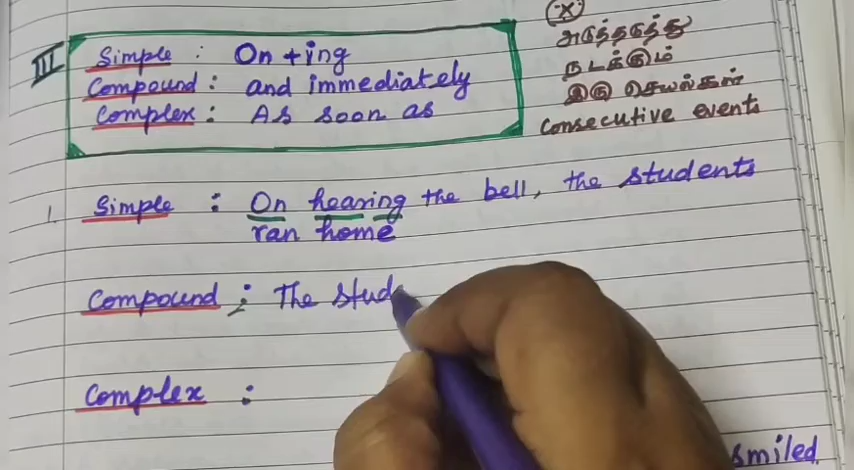 (x)
அடுத்தடுத்து
நடக்கும்
இரு செயல்கள்
consecutive events
III
Simple : On +ing
Compound : and immediately
Complex : As soon as
1. Simple : On hearing the bell, the students
ran home
Compound ; The stud
Complex :
smiled